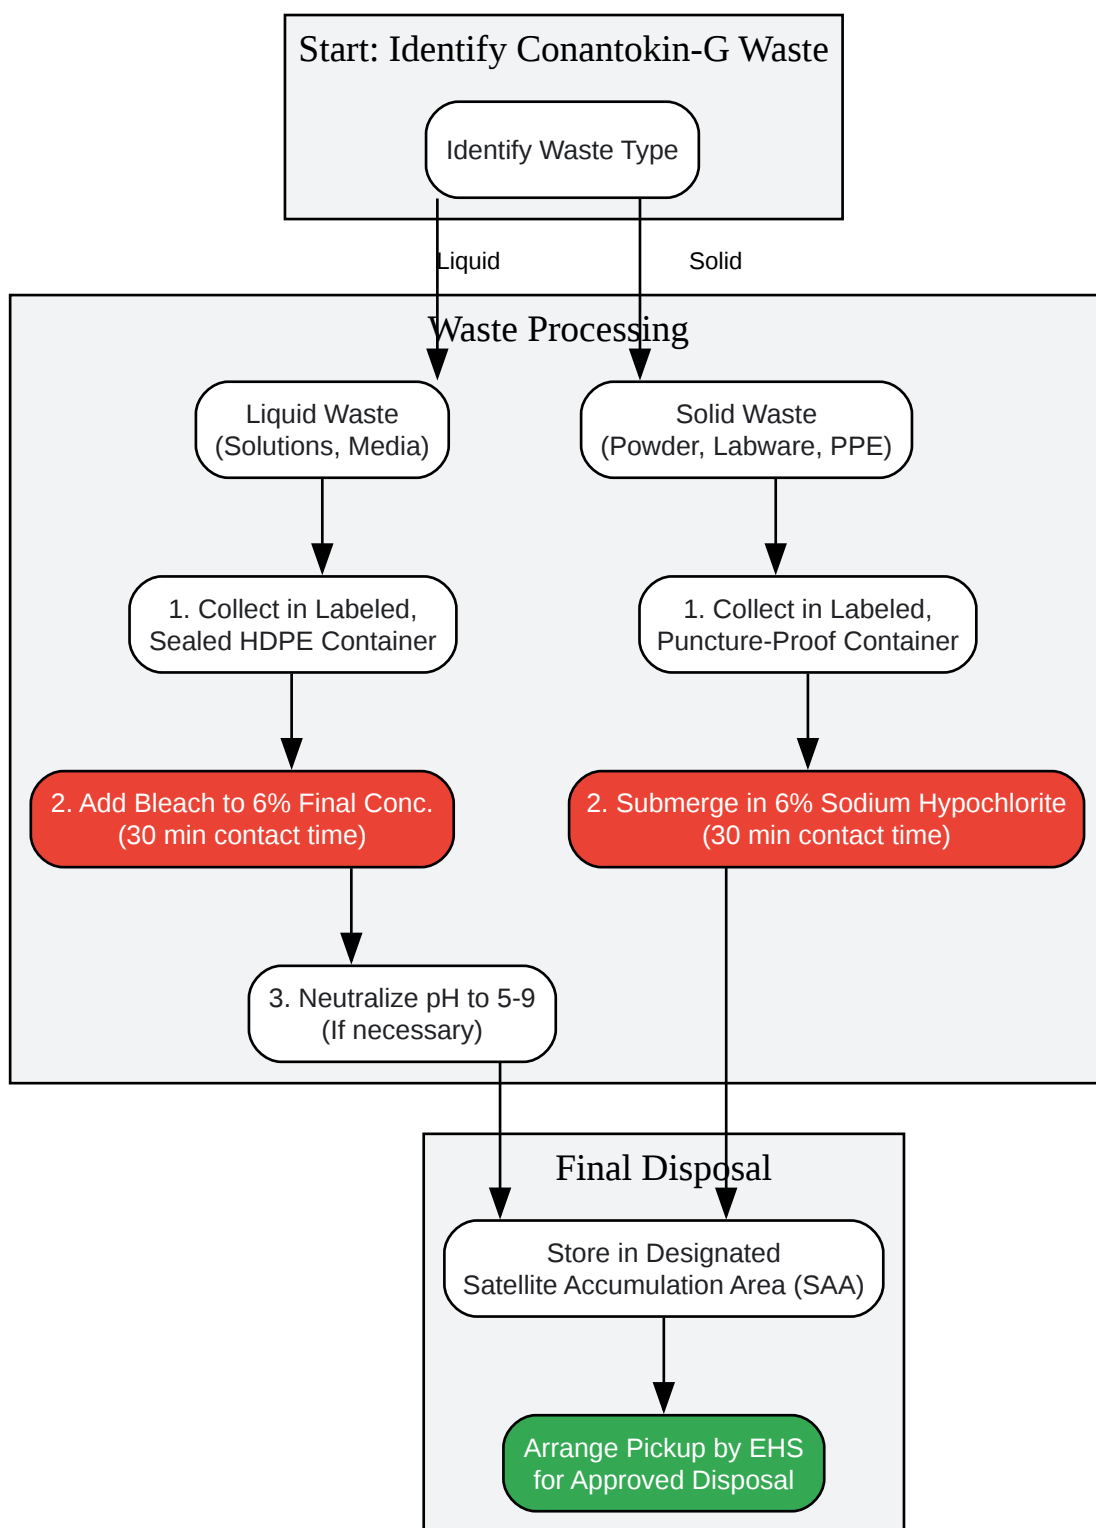 Start: Identify Conantokin-G Waste
Identify Waste Type
Liquid
Solid
Waste Processing
Liquid Waste
(Solutions, Media)
Solid Waste
(Powder, Labware, PPE)
1. Collect in Labeled,
Sealed HDPE Container
1. Collect in Labeled,
Puncture-Proof Container
2. Add Bleach to 6% Final Conc.
(30 min contact time)
2. Submerge in 6% Sodium Hypochlorite
(30 min contact time)
3. Neutralize pH to 5-9
(If necessary)
Final Disposal
Store in Designated
Satellite Accumulation Area (SAA)
Arrange Pickup by EHS
for Approved Disposal